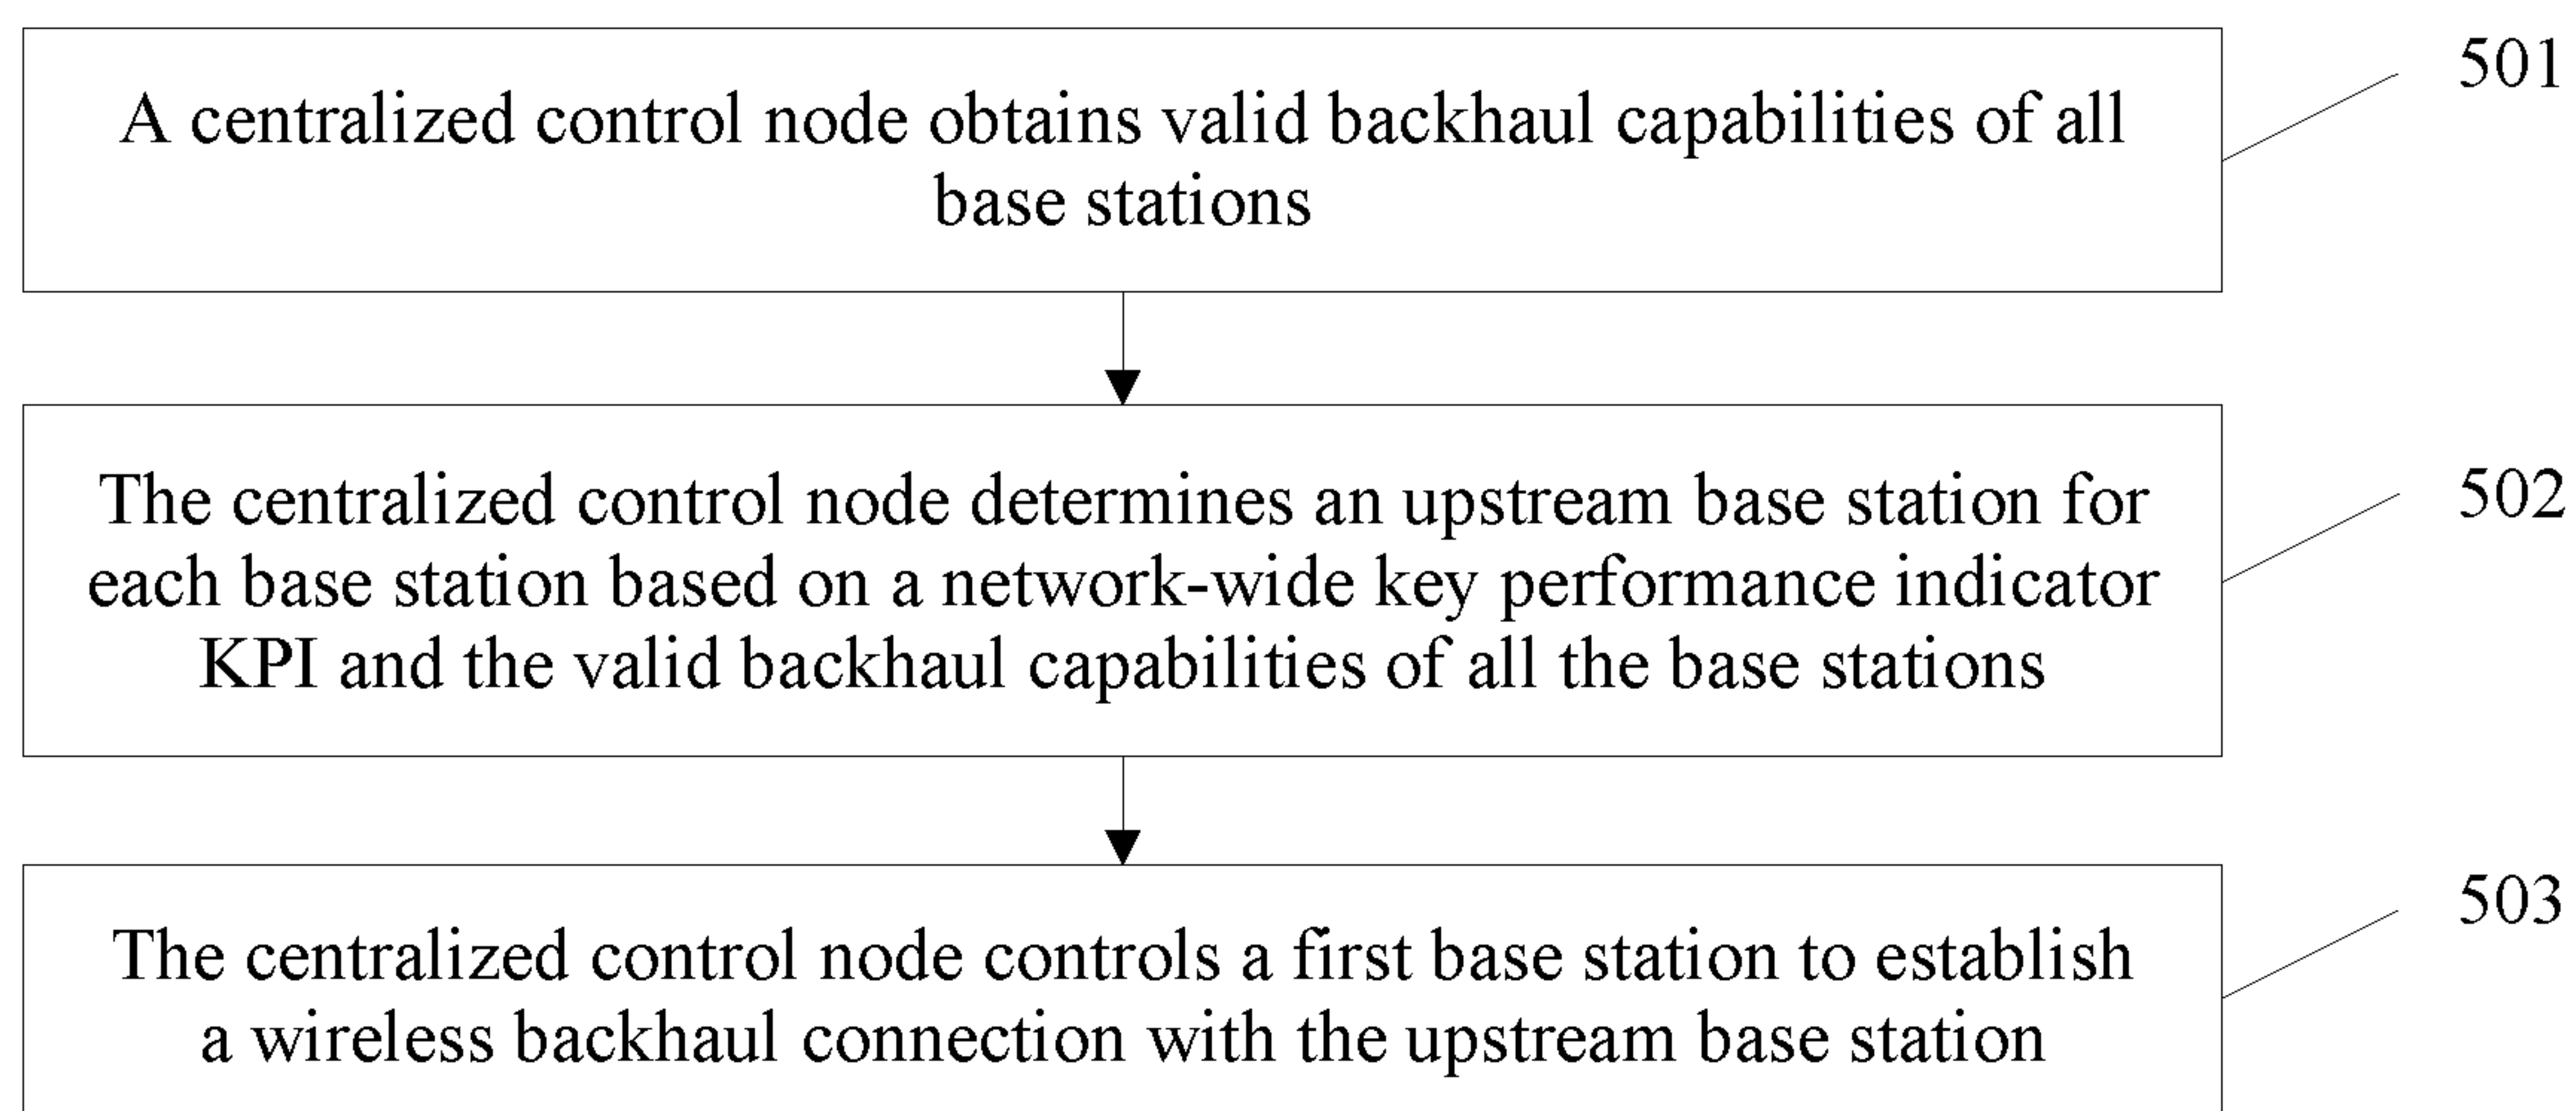 A centralized control node obtains valid backhaul capabilities of all
base stations
501
The centralized control node determines an upstream base station for
each base station based on a network-wide key performance indicator
KPI and the valid backhaul capabilities of all the base stations
502
The centralized control node controls a first base station to establish
a wireless backhaul connection with the upstream base station
503